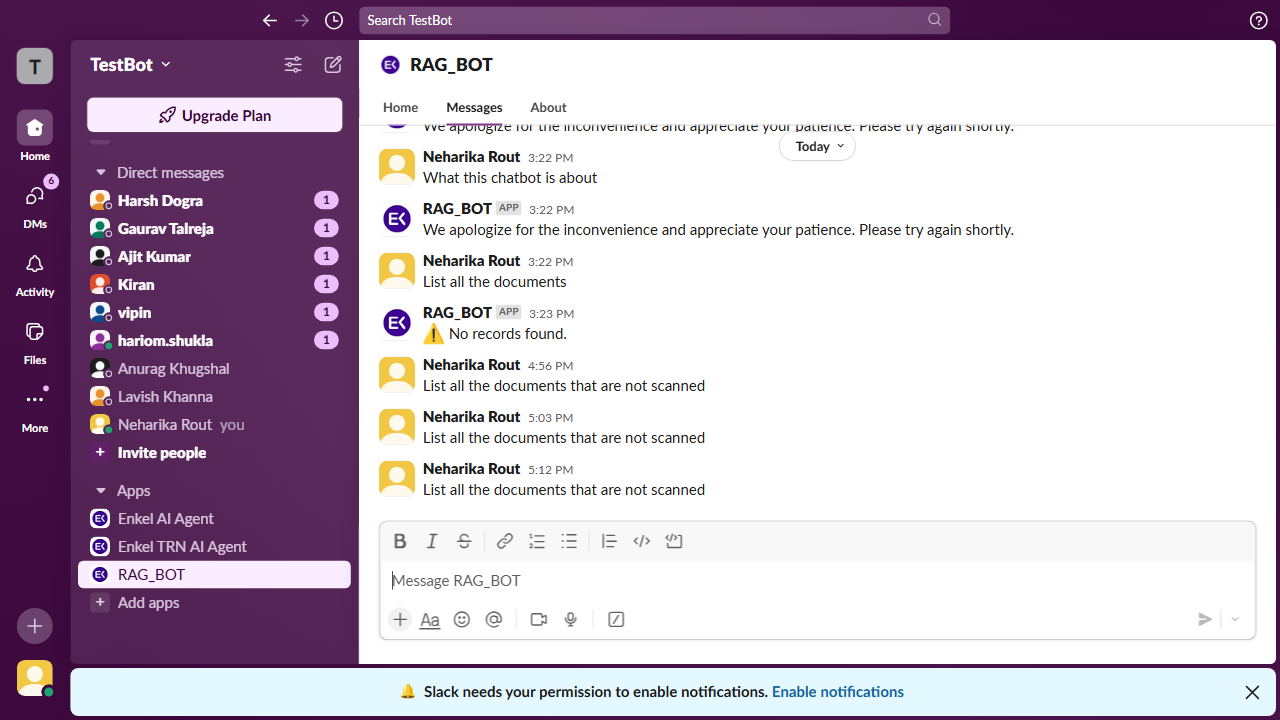 Search TestBot
T
TestBot
Upgrade Plan
Home
6
DMs
Activity
Files
More
Direct messages
Harsh Dogra 1
Gaurav Talreja 1
Ajit Kumar 1
Kiran 1
vipin 1
hariom.shukla 1
Anurag Khugshal
Lavish Khanna
Neharika Rout you
Invite people
Apps
Enkel AI Agent
Enkel TRN AI Agent
RAG_BOT
Add apps
RAG_BOT
Home Messages About
We apologize for the inconvenience and appreciate your patience. Please try again shortly.
Today
Neharika Rout 3:22 PM
What this chatbot is about
RAG_BOT APP 3:22 PM
We apologize for the inconvenience and appreciate your patience. Please try again shortly.
Neharika Rout 3:22 PM
List all the documents
RAG_BOT APP 3:23 PM
⚠️ No records found.
Neharika Rout 4:56 PM
List all the documents that are not scanned
Neharika Rout 5:03 PM
List all the documents that are not scanned
Neharika Rout 5:12 PM
List all the documents that are not scanned
Message RAG_BOT
Aa
🔔 Slack needs your permission to enable notifications. Enable notifications